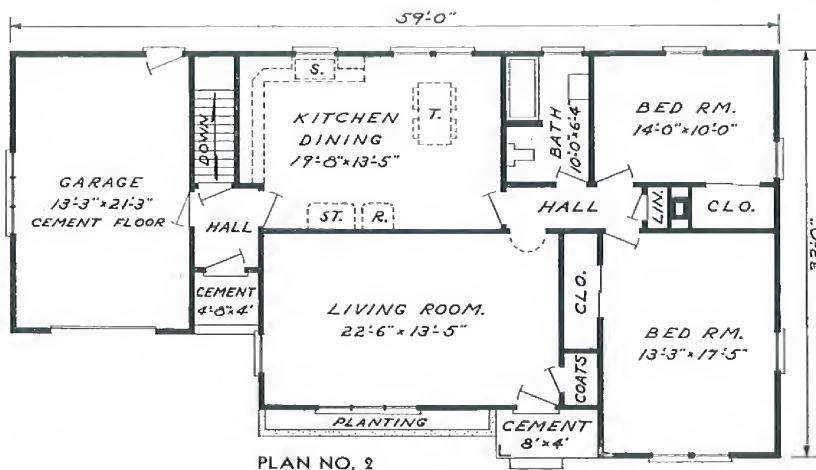 59'-0"
S.
KITCHEN
DINING
19'-8"x13'-5"
T.
BATH
10'-0"x6'-4"
BED RM.
14'-0"x10'-0"
DOWN
GARAGE
13'-3"x21'-3"
CEMENT FLOOR
HALL
ST.
R.
HALL
LIN.
CLO.
CEMENT
4'-8"x4'
LIVING ROOM.
22'-6"x13'-5"
CLO.
COATS
BED RM.
13'-3"x17'-5"
PLANTING
CEMENT
8'x4'
PLAN NO. 2